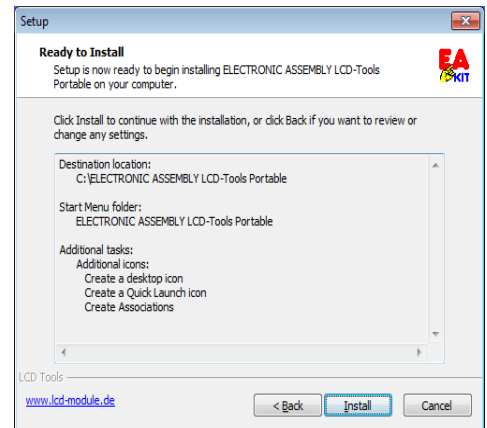 Setup
Ready to Install
Setup is now ready to begin installing ELECTRONIC ASSEMBLY LCD-Tools
Portable on your computer.
EA
KIT
Click Install to continue with the installation, or click Back if you want to review or
change any settings.
Destination location:
C:\ELECTRONIC ASSEMBLY LCD-Tools Portable
Start Menu folder:
ELECTRONIC ASSEMBLY LCD-Tools Portable
Additional tasks:
Additional icons:
Create a desktop icon
Create a Quick Launch icon
Create Associations
LCD Tools
www.lcd-module.de
< Back
Install
Cancel